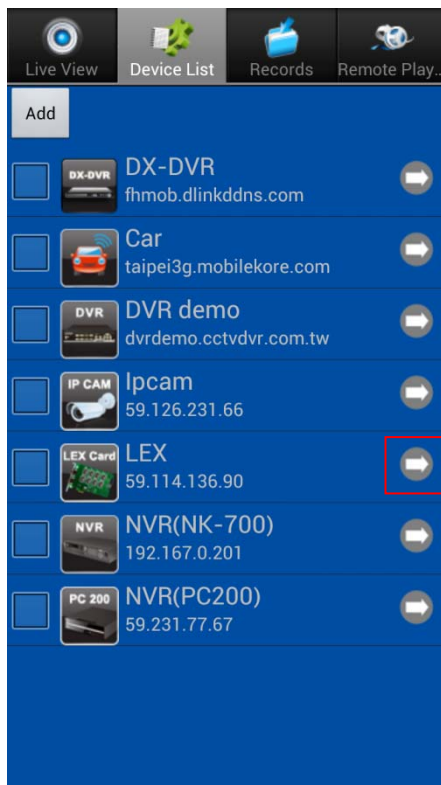 Live View
Device List
Records
Remote Play..
Add
DX-DVR
DX-DVR
fhmob.dlinkddns.com
Car
taipei3g.mobilekore.com
DVR
DVR demo
dvrdemo.cctvdvr.com.tw
IP CAM
Ipcam
59.126.231.66
LEX Card
LEX
59.114.136.90
NVR
NVR(NK-700)
192.167.0.201
PC 200
NVR(PC200)
59.231.77.67